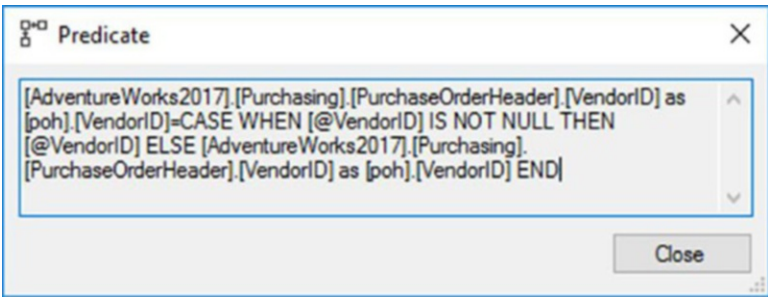 Predicate
[AdventureWorks2017].[Purchasing].[PurchaseOrderHeader].[VendorID] as
[poh].[VendorID]=CASE WHEN [@VendorID] IS NOT NULL THEN
[@VendorID] ELSE [AdventureWorks2017].[Purchasing].
[PurchaseOrderHeader].[VendorID] as [poh].[VendorID] END
Close